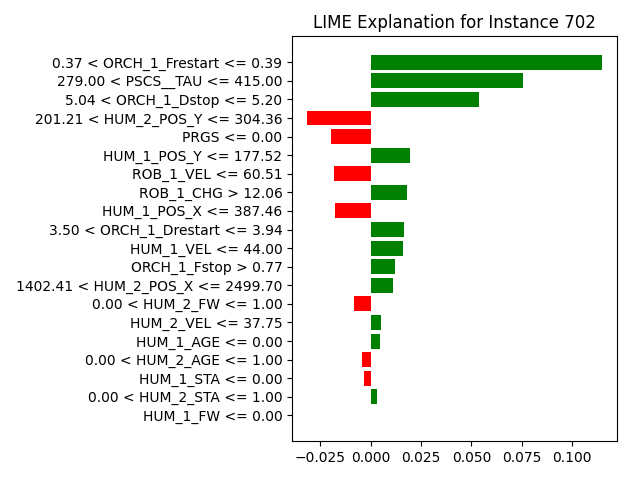 LIME Explanation for Instance 702
0.37 < ORCH_1_Frestart <= 0.39
279.00 < PSCS__TAU <= 415.00
5.04 < ORCH_1_Dstop <= 5.20
201.21 < HUM_2_POS_Y <= 304.36
PRGS <= 0.00
HUM_1_POS_Y <= 177.52
ROB_1_VEL <= 60.51
ROB_1_CHG > 12.06
HUM_1_POS_X <= 387.46
3.50 < ORCH_1_Drestart <= 3.94
HUM_1_VEL <= 44.00
ORCH_1_Fstop > 0.77
1402.41 < HUM_2_POS_X <= 2499.70
0.00 < HUM_2_FW <= 1.00
HUM_2_VEL <= 37.75
HUM_1_AGE <= 0.00
0.00 < HUM_2_AGE <= 1.00
HUM_1_STA <= 0.00
0.00 < HUM_2_STA <= 1.00
HUM_1_FW <= 0.00
−0.025 0.000 0.025 0.050 0.075 0.100